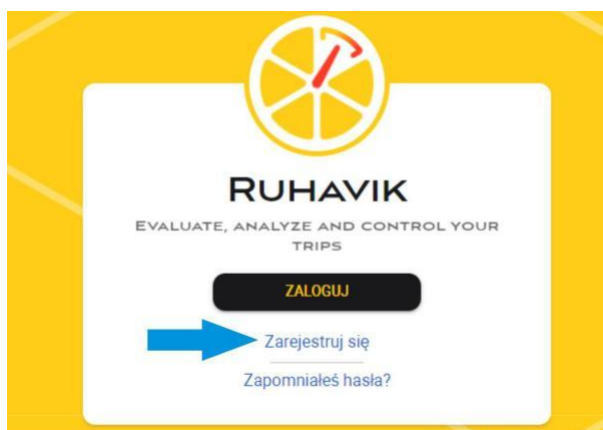 RUHAVIK
EVALUATE, ANALYZE AND CONTROL YOUR
TRIPS
ZALOGUJ
Zarejestruj się
Zapomniałeś hasła?